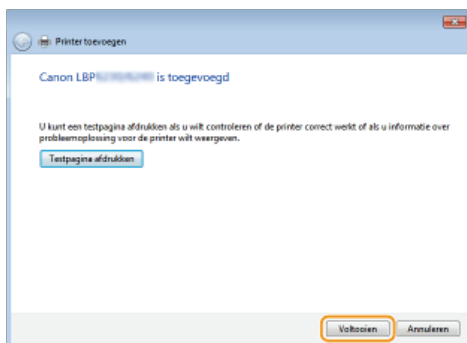 Printer toevoegen
Canon LBP is toegevoegd
U kunt een testpagina afdrukken als u wilt controleren of de printer correct werkt of als u informatie over
probleemoplossing voor de printer wilt weergeven.
Testpagina afdrukken
Voltooien Annuleren